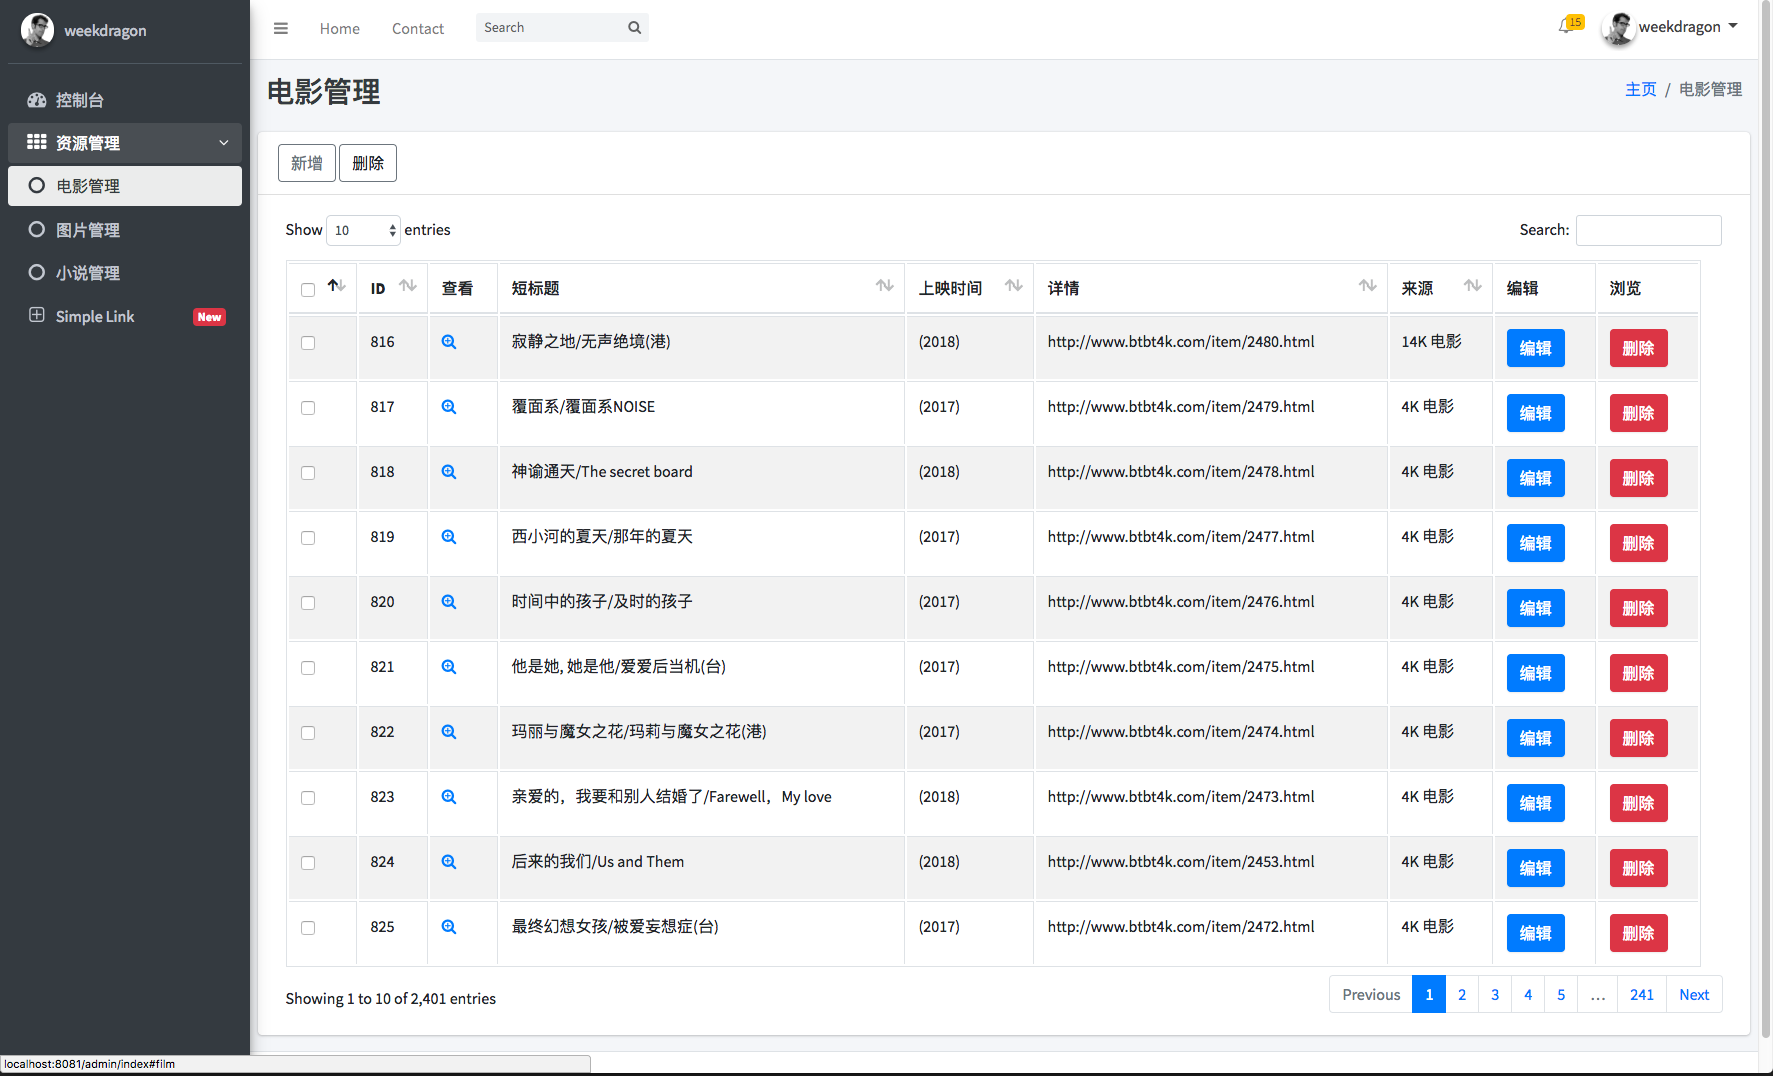 weekdragon
控制台
资源管理
电影管理
图片管理
小说管理
Simple Link New
Home Contact Search 15 weekdragon
电影管理
主页 / 电影管理
新增 删除
Show 10 entries Search:
ID 查看 短标题 上映时间 详情 来源 编辑 浏览
816 寂静之地/无声绝境(港) (2018) http://www.btbt4k.com/item/2480.html 14K 电影 编辑 删除
817 覆面系/覆面系NOISE (2017) http://www.btbt4k.com/item/2479.html 4K 电影 编辑 删除
818 神谕通天/The secret board (2018) http://www.btbt4k.com/item/2478.html 4K 电影 编辑 删除
819 西小河的夏天/那年的夏天 (2017) http://www.btbt4k.com/item/2477.html 4K 电影 编辑 删除
820 时间中的孩子/及时的孩子 (2017) http://www.btbt4k.com/item/2476.html 4K 电影 编辑 删除
821 他是她, 她是他/爱爱后当机(台) (2017) http://www.btbt4k.com/item/2475.html 4K 电影 编辑 删除
822 玛丽与魔女之花/玛莉与魔女之花(港) (2017) http://www.btbt4k.com/item/2474.html 4K 电影 编辑 删除
823 亲爱的，我要和别人结婚了/Farewell，My love (2018) http://www.btbt4k.com/item/2473.html 4K 电影 编辑 删除
824 后来的我们/Us and Them (2018) http://www.btbt4k.com/item/2453.html 4K 电影 编辑 删除
825 最终幻想女孩/被爱妄想症(台) (2017) http://www.btbt4k.com/item/2472.html 4K 电影 编辑 删除
Showing 1 to 10 of 2,401 entries
Previous 1 2 3 4 5 … 241 Next
localhost:8081/admin/index#film